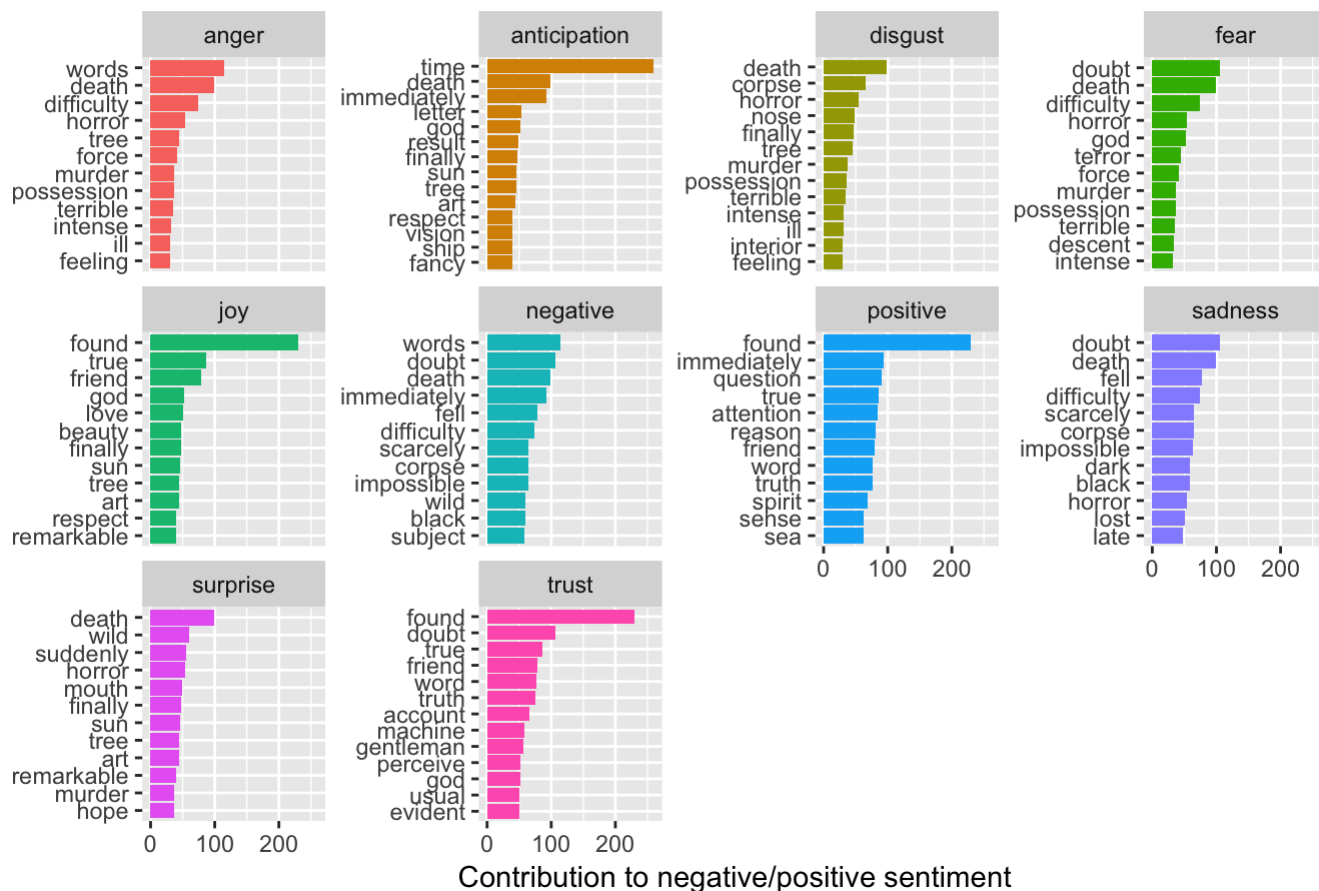 anger
words
death
difficulty
horror
tree
force
murder
possession
terrible
intense
ill
feeling
anticipation
time
death
immediately
letter
god
result
finally
sun
tree
art
respect
vision
ship
fancy
disgust
death
corpse
horror
nose
finally
tree
murder
possession
terrible
intense
ill
interior
feeling
fear
doubt
death
difficulty
horror
god
terror
force
murder
possession
terrible
descent
intense
joy
found
true
friend
god
love
beauty
finally
sun
tree
art
respect
remarkable
negative
words
doubt
death
immediately
fell
difficulty
scarcely
corpse
impossible
wild
black
subject
positive
found
immediately
question
true
attention
reason
friend
word
truth
spirit
sense
sea
0 100 200
sadness
doubt
death
fell
difficulty
scarcely
corpse
impossible
dark
black
horror
lost
late
0 100 200
surprise
death
wild
suddenly
horror
mouth
finally
sun
tree
art
remarkable
murder
hope
0 100 200
trust
found
doubt
true
friend
word
truth
account
machine
gentleman
perceive
god
usual
evident
0 100 200
Contribution to negative/positive sentiment